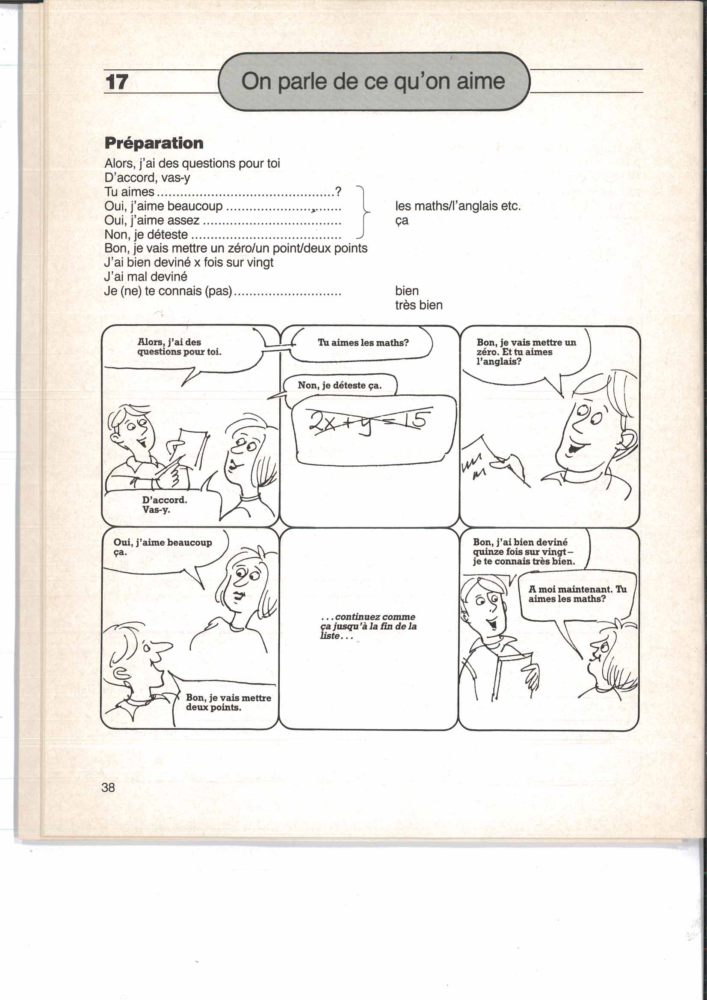 17
On parle de ce qu'on aime
Préparation
Alors, j'ai des questions pour toi
D'accord, vas-y
Tu aimes..............................................?
Oui, j'aime beaucoup .............................. les maths/l'anglais etc.
Oui, j'aime assez .................................... ça
Non, je déteste .......................................
Bon, je vais mettre un zéro/un point/deux points
J'ai bien deviné x fois sur vingt
J'ai mal deviné
Je (ne) te connais (pas)............................ bien
très bien
Alors, j'ai des
questions pour toi.
D'accord.
Vas-y.
Tu aimes les maths?
Non, je déteste ça.
2x + y = 15
Bon, je vais mettre un
zéro. Et tu aimes
l'anglais?
Oui, j'aime beaucoup
ça.
Bon, je vais mettre
deux points.
...continuez comme
ça jusqu'à la fin de la
liste...
Bon, j'ai bien deviné
quinze fois sur vingt–
je te connais très bien.
A moi maintenant. Tu
aimes les maths?
38